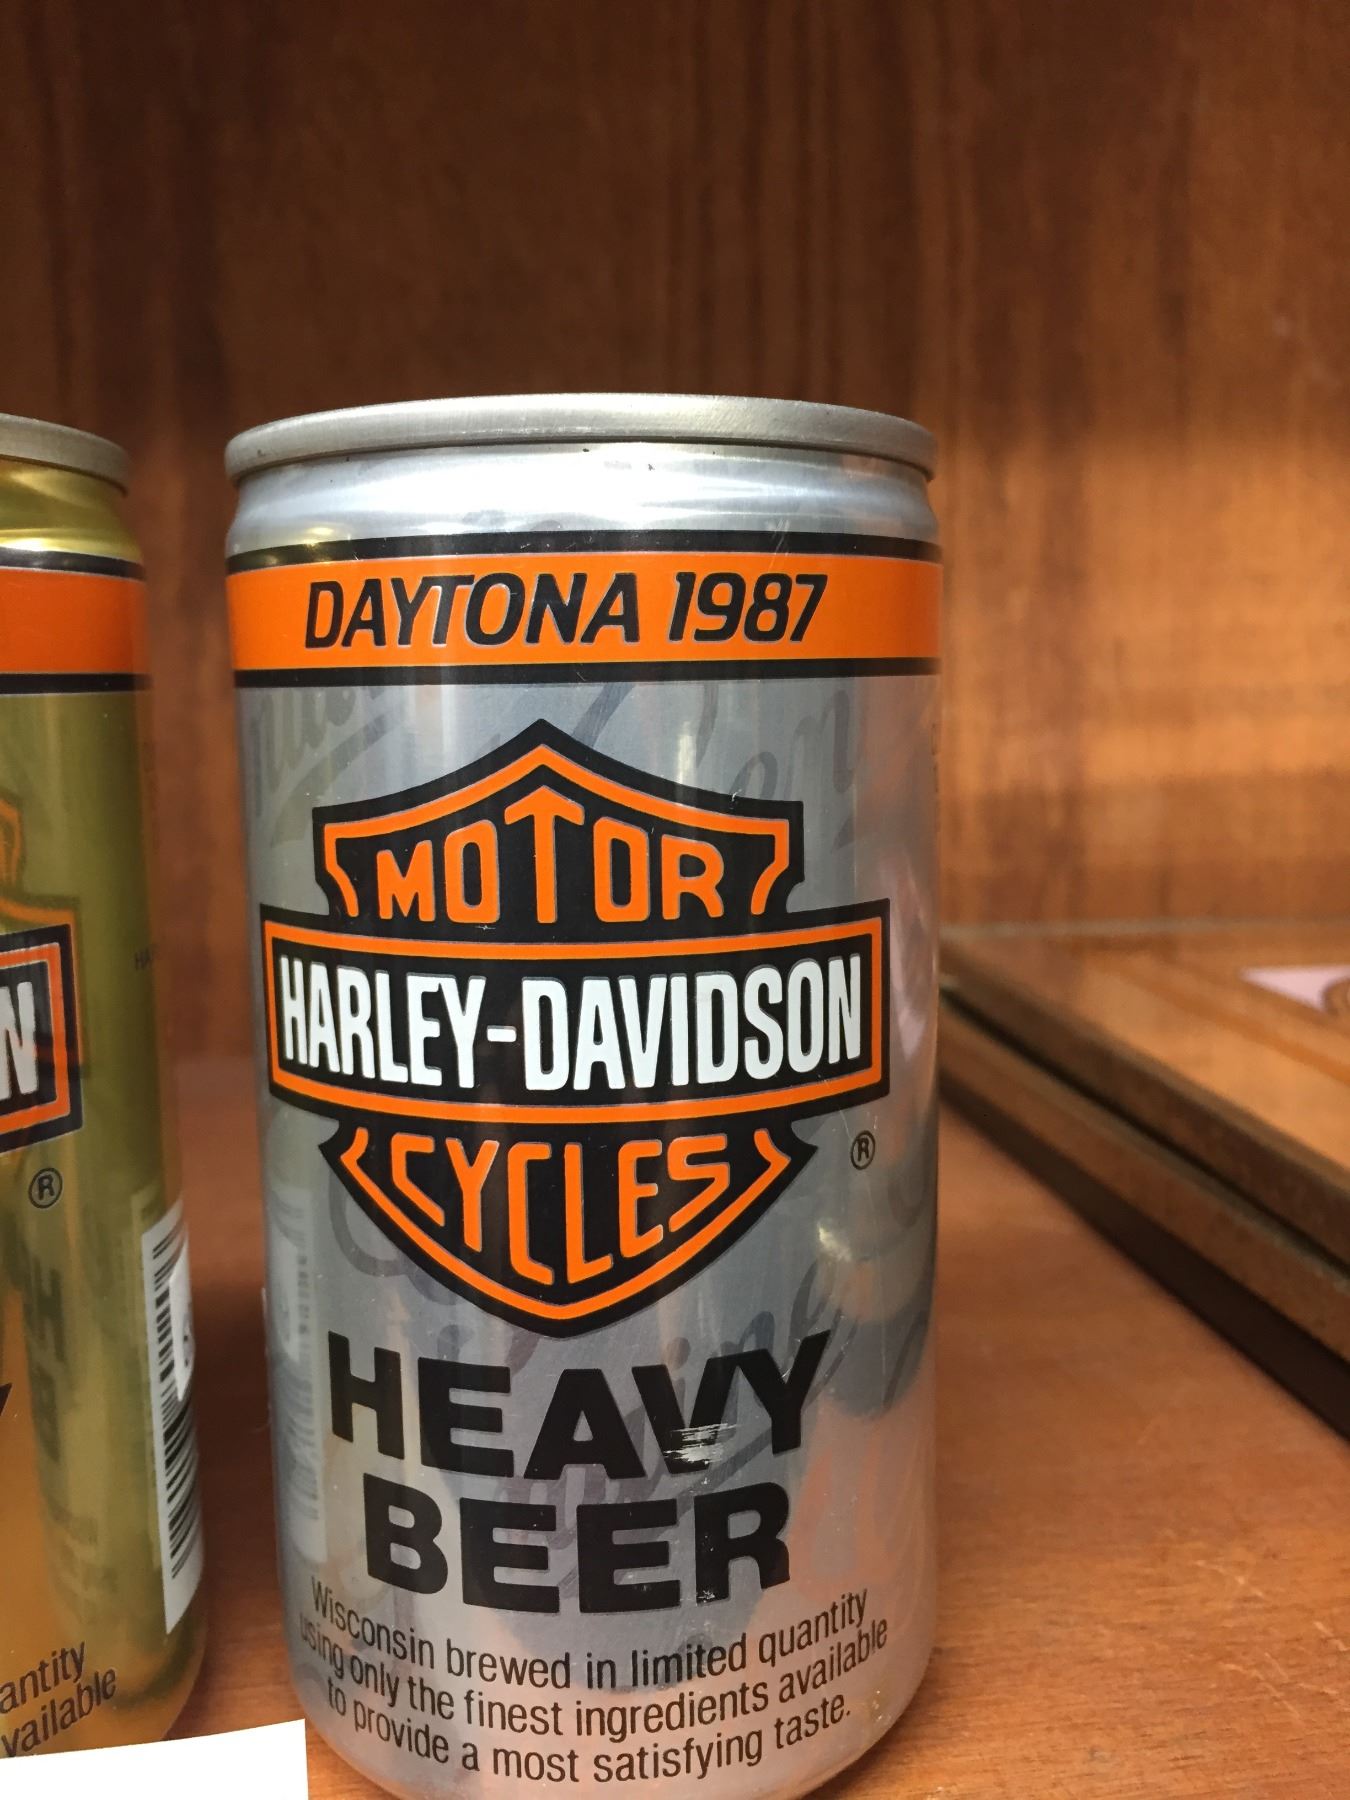 DAYTONA 1987
MOTOR
HARLEY-DAVIDSON
CYCLES
®
HEAVY
BEER
Wisconsin brewed in limited quantity
using only the finest ingredients available
to provide a most satisfying taste.
N
®
antity
vailable